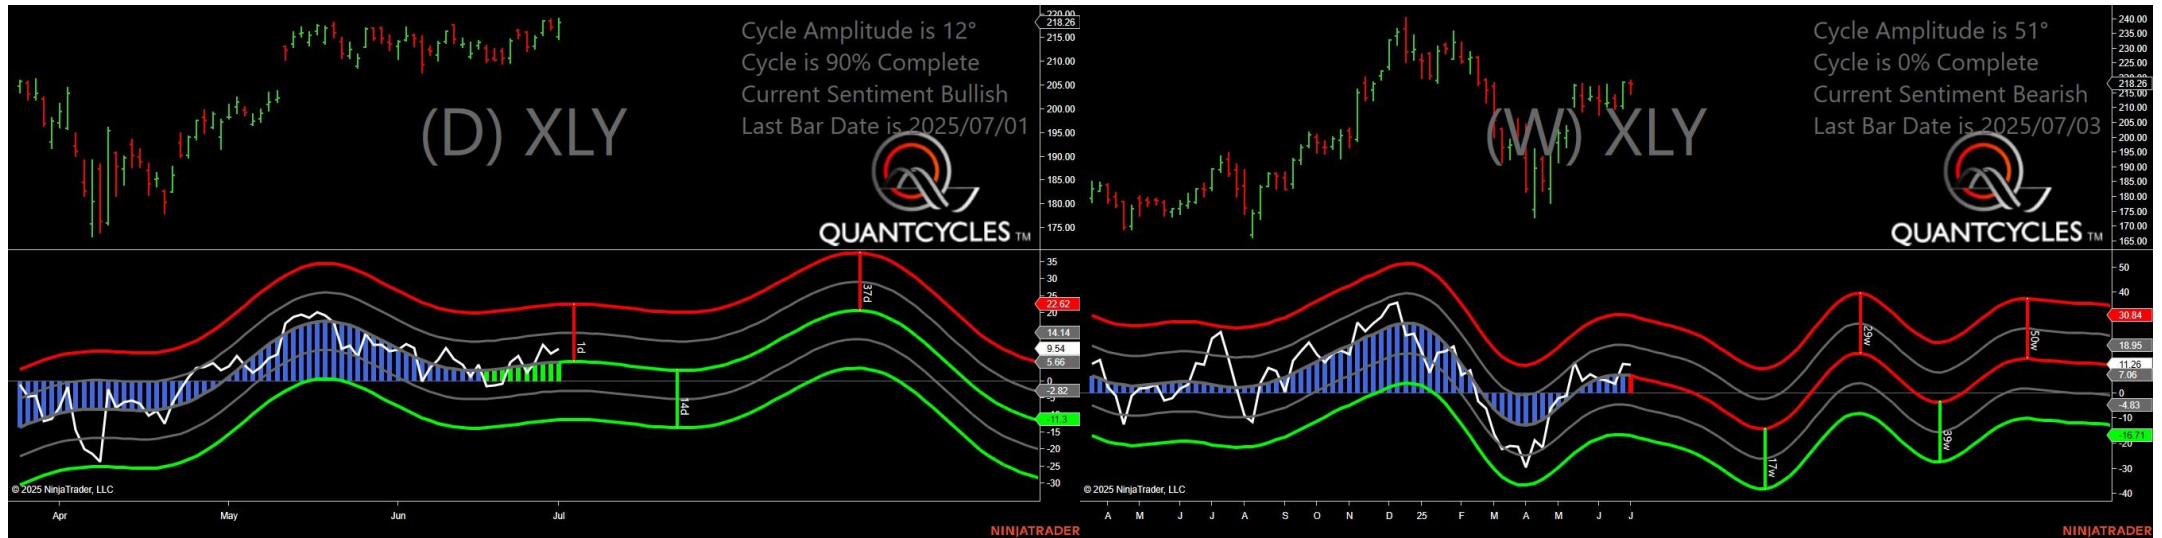 Cycle Amplitude is 12°
Cycle is 90% Complete
Current Sentiment Bullish
Last Bar Date is 2025/07/01
(D) XLY
QUANTCYCLES TM
220.00
218.26
215.00
210.00
205.00
200.00
195.00
190.00
185.00
180.00
175.00
35
30
25
22.62
20
14.14
9.54
5.66
0
-2.82
-5
-11.3
-15
-20
-25
-30
1d
14d
37d
© 2025 NinjaTrader, LLC
Apr May Jun Jul
NINJATRADER
Cycle Amplitude is 51°
Cycle is 0% Complete
Current Sentiment Bearish
Last Bar Date is 2025/07/03
(W) XLY
QUANTCYCLES TM
240.00
235.00
230.00
225.00
218.26
215.00
210.00
205.00
200.00
195.00
190.00
185.00
180.00
175.00
170.00
165.00
50
40
30.84
18.95
11.26
7.06
0
-4.83
-10
-16.71
-20
-30
-40
17w
29w
39w
50w
© 2025 NinjaTrader, LLC
A M J J A S O N D 25 F M A M J J
NINJATRADER